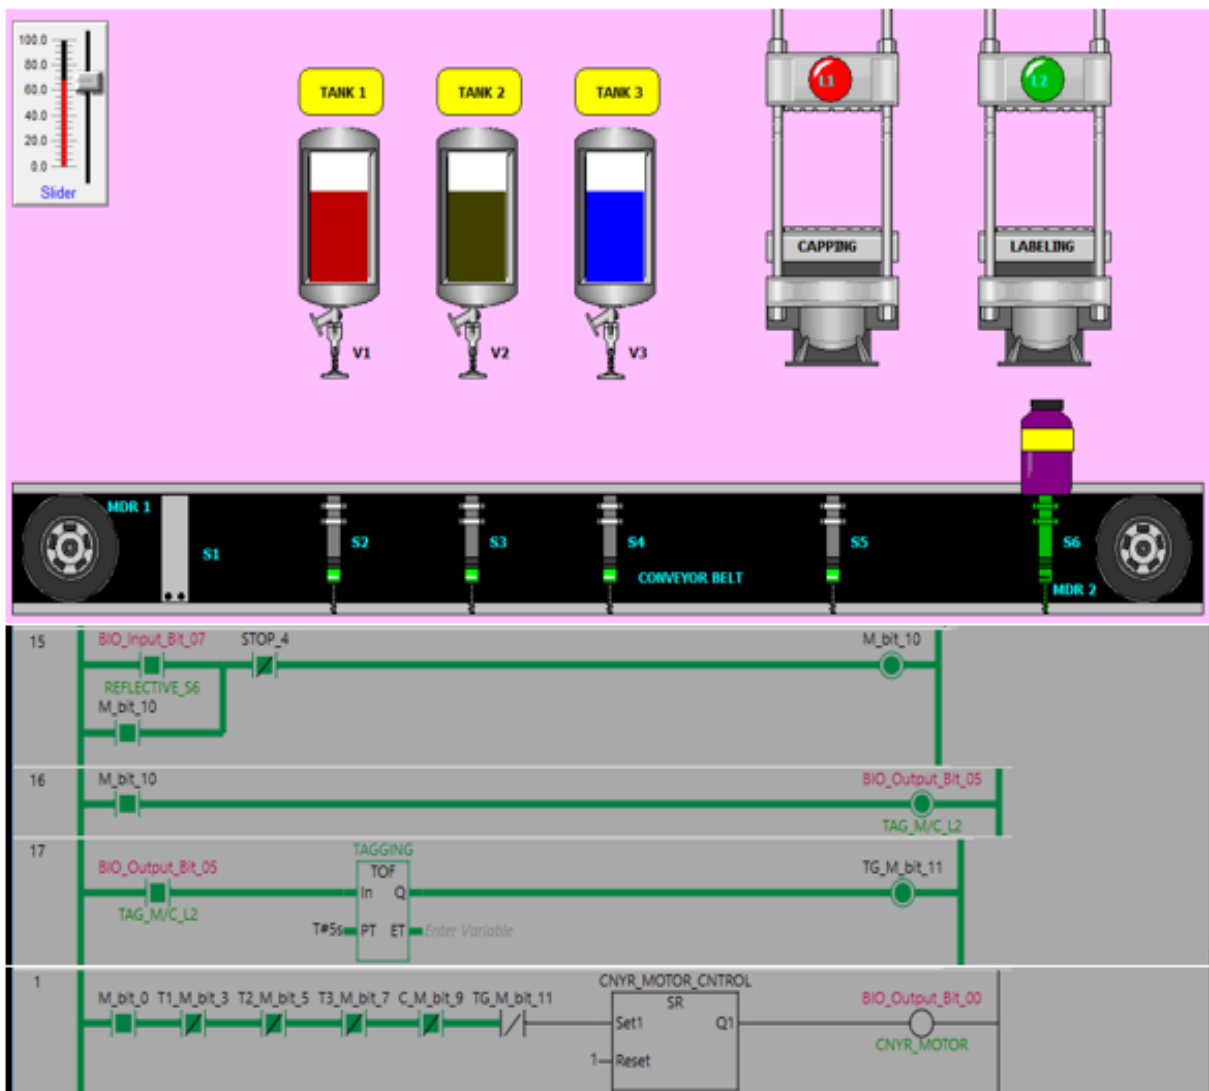 100.0
80.0
60.0
40.0
20.0
0.0
Slider
TANK 1 TANK 2 TANK 3
L1 L2
CAPPING LABELING
V1 V2 V3
MDR 1
S1 S2 S3 S4 S5 S6
CONVEYOR BELT
MDR 2
15
BIO_Input_Bit_07 STOP_4 M_bit_10
REFLECTIVE_S6
M_bit_10
16
M_bit_10 BIO_Output_Bit_05
TAG_M/C_L2
17
TAGGING
BIO_Output_Bit_05 TOF TG_M_bit_11
In Q
TAG_M/C_L2
T#5s PT ET Enter Variable
1
CNYR_MOTOR_CNTROL
M_bit_0 T1_M_bit_3 T2_M_bit_5 T3_M_bit_7 C_M_bit_9 TG_M_bit_11 SR BIO_Output_Bit_00
Set1 Q1
CNYR_MOTOR
1 Reset